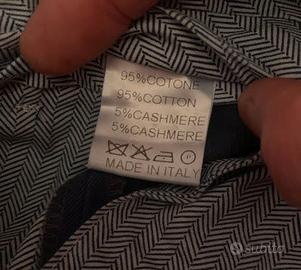 95%COTONE
95%COTTON
5%CASHMERE
5%CASHMERE
MADE IN ITALY
subito